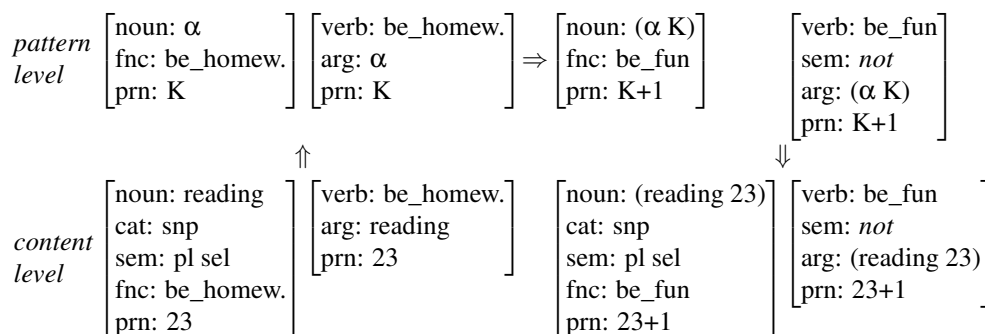 noun: α verb: be_homew. noun: (α K) verb: be_fun
pattern fnc: be_homew. arg: α ⇒ fnc: be_fun sem: not
level prn: K prn: K prn: K+1 arg: (α K)
prn: K+1
⇑ ⇓
noun: reading verb: be_homew. noun: (reading 23) verb: be_fun
cat: snp arg: reading cat: snp sem: not
content sem: pl sel prn: 23 sem: pl sel arg: (reading 23)
level fnc: be_homew. fnc: be_fun prn: 23+1
prn: 23 prn: 23+1